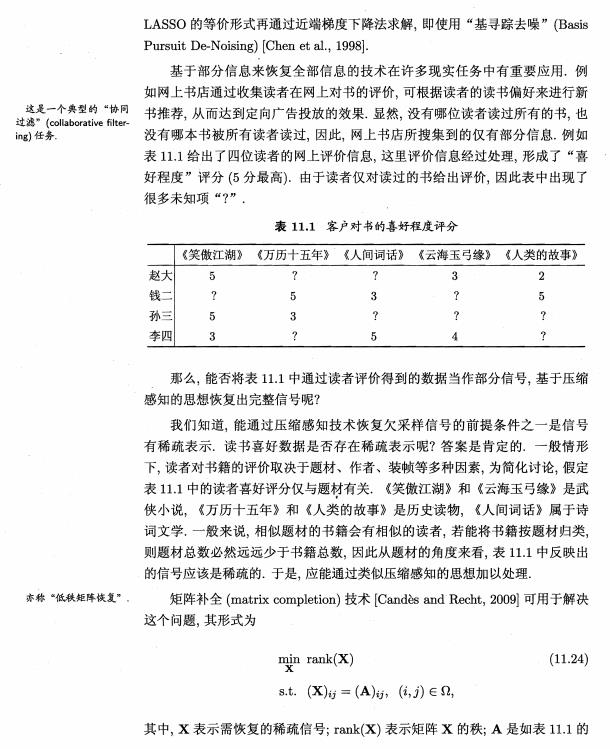 LASSO 的等价形式再通过近端梯度下降法求解, 即使用 “基寻踪去噪” (Basis
Pursuit De-Noising) [Chen et al., 1998].
基于部分信息来恢复全部信息的技术在许多现实任务中有重要应用. 例
如网上书店通过收集读者在网上对书的评价, 可根据读者的读书偏好来进行新
这是一个典型的 “协同
过滤” (collaborative filter-
ing) 任务.
书推荐, 从而达到定向广告投放的效果. 显然, 没有哪位读者读过所有的书, 也
没有哪本书被所有读者读过, 因此, 网上书店所搜集到的仅有部分信息. 例如
表 11.1 给出了四位读者的网上评价信息, 这里评价信息经过处理, 形成了 “喜
好程度” 评分 (5 分最高). 由于读者仅对读过的书给出评价, 因此表中出现了
很多未知项 “?” .
表 11.1 客户对书的喜好程度评分
《笑傲江湖》 《万历十五年》 《人间词话》 《云海玉弓缘》 《人类的故事》
赵大 5 ? ? 3 2
钱二 ? 5 3 ? 5
孙三 5 3 ? ? ?
李四 3 ? 5 4 ?
那么, 能否将表 11.1 中通过读者评价得到的数据当作部分信号, 基于压缩
感知的思想恢复出完整信号呢?
我们知道, 能通过压缩感知技术恢复欠采样信号的前提条件之一是信号
有稀疏表示. 读书喜好数据是否存在稀疏表示呢? 答案是肯定的. 一般情形
下, 读者对书籍的评价取决于题材、作者、装帧等多种因素, 为简化讨论, 假定
表 11.1 中的读者喜好评分仅与题材有关. 《笑傲江湖》和《云海玉弓缘》是武
侠小说, 《万历十五年》和《人类的故事》是历史读物, 《人间词话》属于诗
词文学. 一般来说, 相似题材的书籍会有相似的读者, 若能将书籍按题材归类,
则题材总数必然远远少于书籍总数, 因此从题材的角度来看, 表 11.1 中反映出
的信号应该是稀疏的. 于是, 应能通过类似压缩感知的思想加以处理.
亦称 “低秩矩阵恢复” .
矩阵补全 (matrix completion) 技术 [Candès and Recht, 2009] 可用于解决
这个问题, 其形式为
min rank(X) (11.24)
X
s.t. (X)ij = (A)ij, (i, j) ∈ Ω,
其中, X 表示需恢复的稀疏信号; rank(X) 表示矩阵 X 的秩; A 是如表 11.1 的